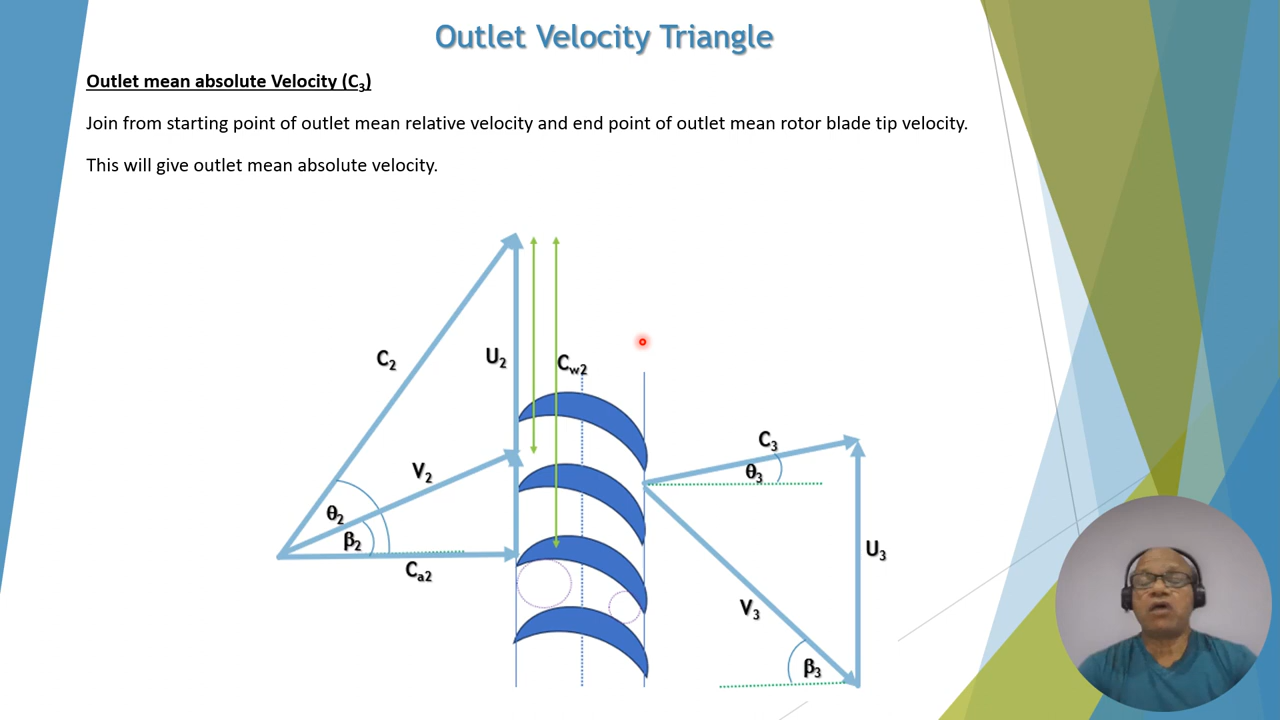 Outlet Velocity Triangle
Outlet mean absolute Velocity (C₃)
Join from starting point of outlet mean relative velocity and end point of outlet mean rotor blade tip velocity.
This will give outlet mean absolute velocity.
C₂
U₂
Cw2
C₃
V₂
θ₃
θ₂
β₂
U₃
Ca2
V₃
β₃